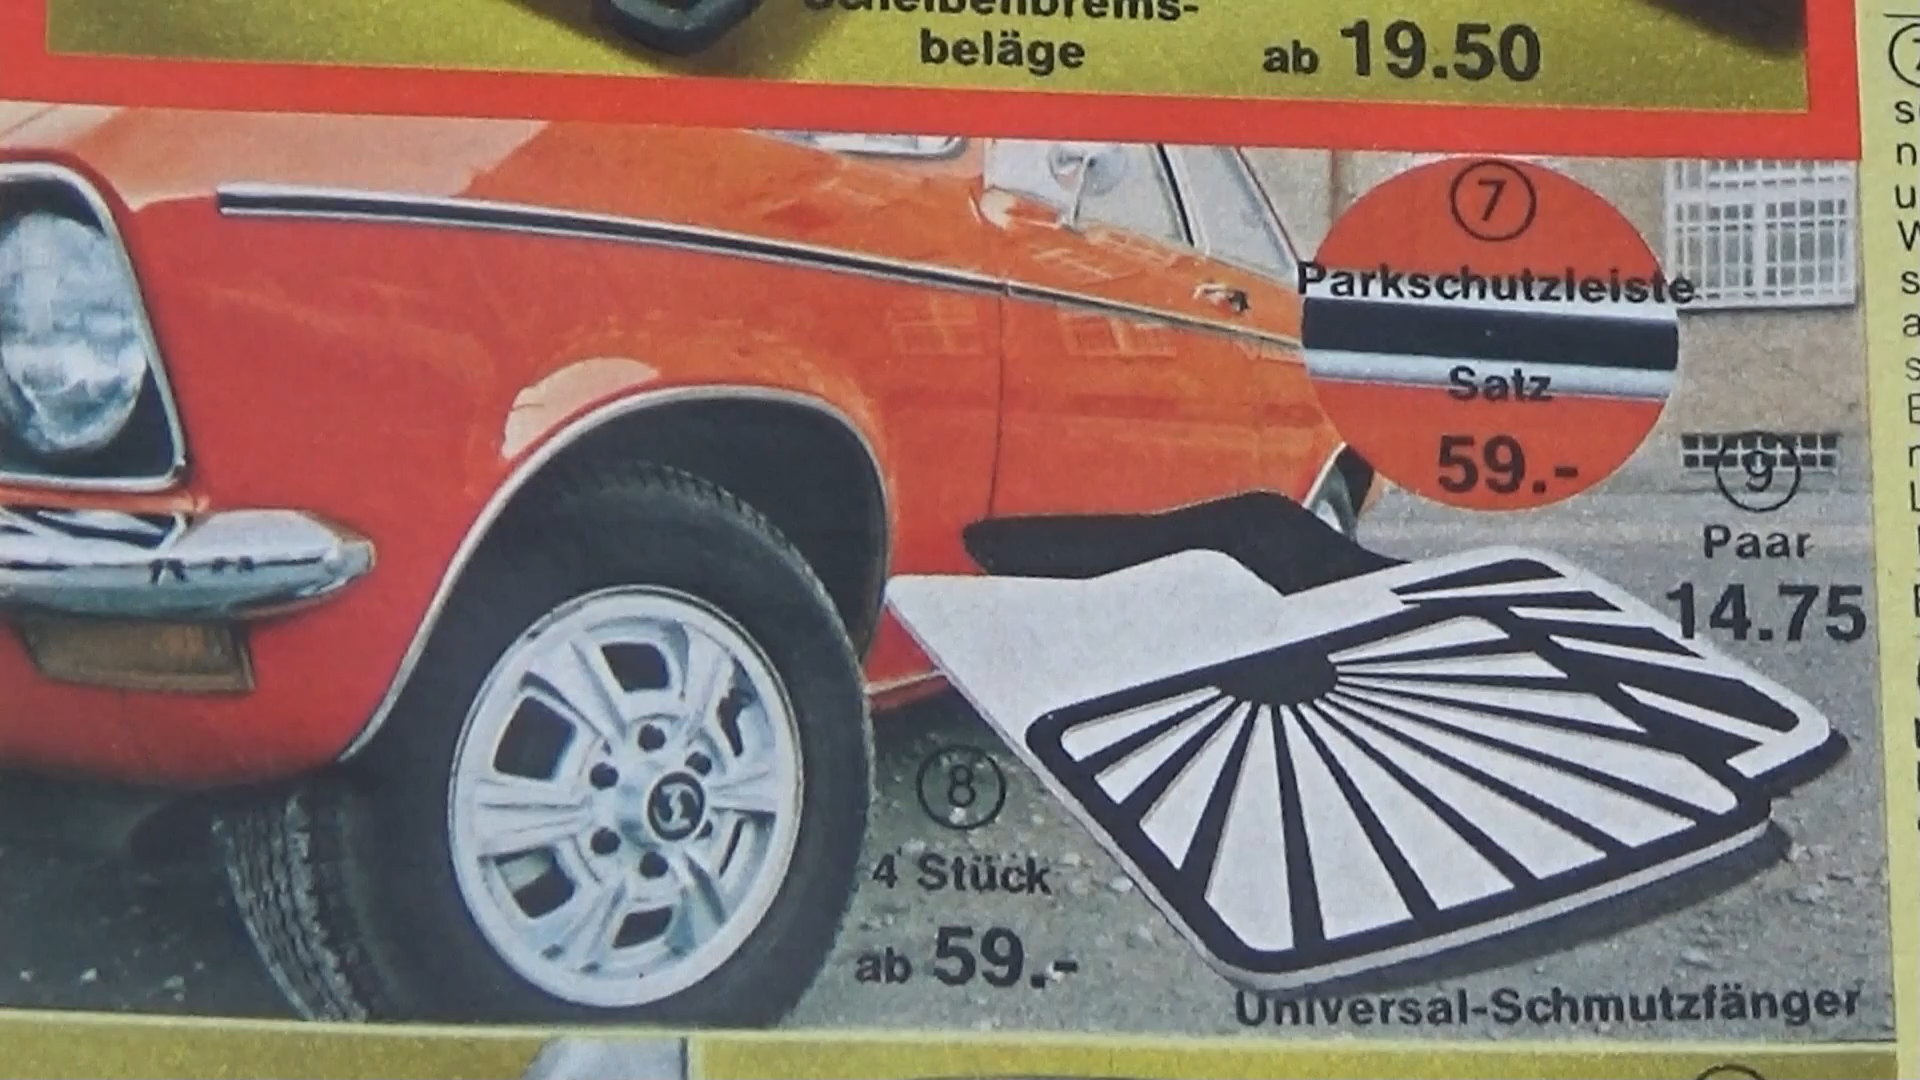 Scheibenbrems-
beläge
ab 19.50
7
Parkschutzleiste
Satz
59.-
9
Paar
14.75
8
4 Stück
ab 59.-
Universal-Schmutzfänger